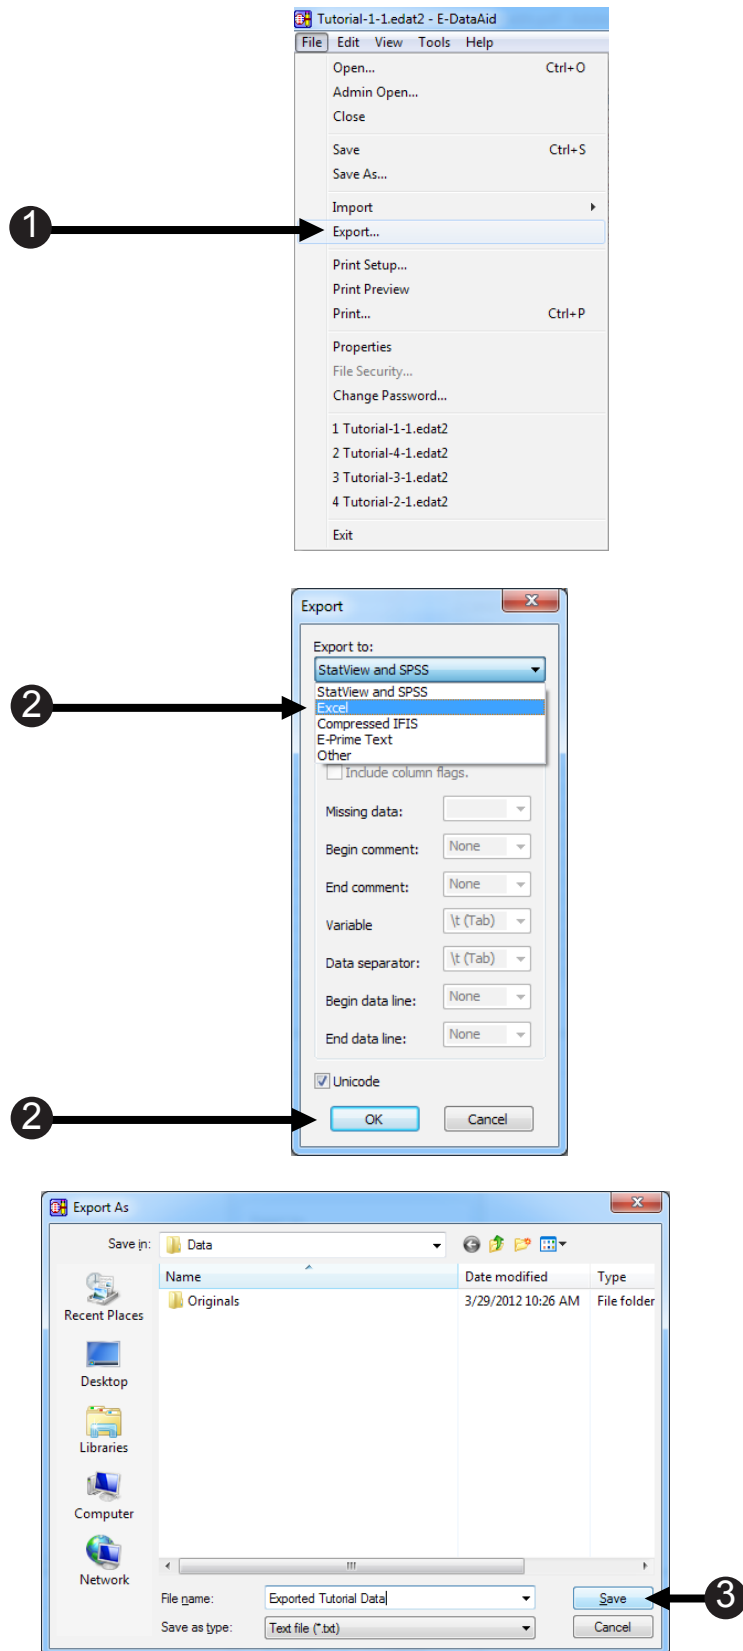 Tutorial-1-1.edat2 - E-DataAid
File Edit View Tools Help
Open... Ctrl+O
Admin Open...
Close
Save Ctrl+S
Save As...
Import
1
Export...
Print Setup...
Print Preview
Print... Ctrl+P
Properties
File Security...
Change Password...
1 Tutorial-1-1.edat2
2 Tutorial-4-1.edat2
3 Tutorial-3-1.edat2
4 Tutorial-2-1.edat2
Exit
Export
Export to:
StatView and SPSS
StatView and SPSS
2 Excel
Compressed IFIS
E-Prime Text
Other
Include column flags.
Missing data:
Begin comment: None
End comment: None
Variable \t (Tab)
Data separator: \t (Tab)
Begin data line: None
End data line: None
Unicode
2 OK Cancel
Export As
Save in: Data
Name Date modified Type
Originals 3/29/2012 10:26 AM File folder
Recent Places
Desktop
Libraries
Computer
Network
File name: Exported Tutorial Data Save 3
Save as type: Text file (*.txt) Cancel